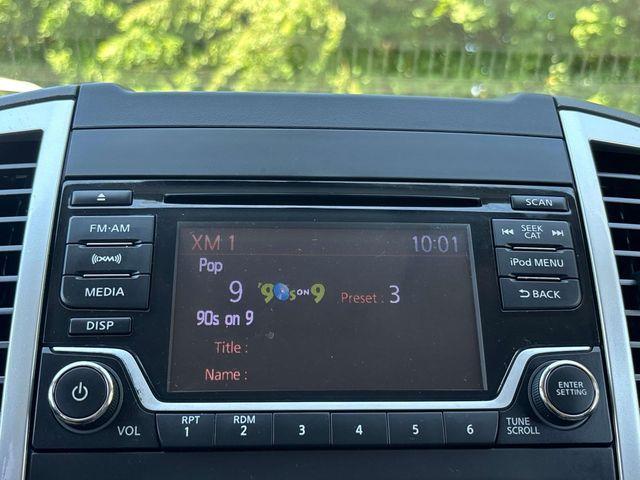 SCAN
FM·AM
SEEK
CAT
XM 1 10:01
((XM))
Pop
iPod MENU
9 '90s ON 9 Preset : 3
MEDIA
BACK
90s on 9
DISP
Title :
Name :
ENTER
SETTING
VOL
RPT
1
RDM
2
3
4
5
6
TUNE
SCROLL